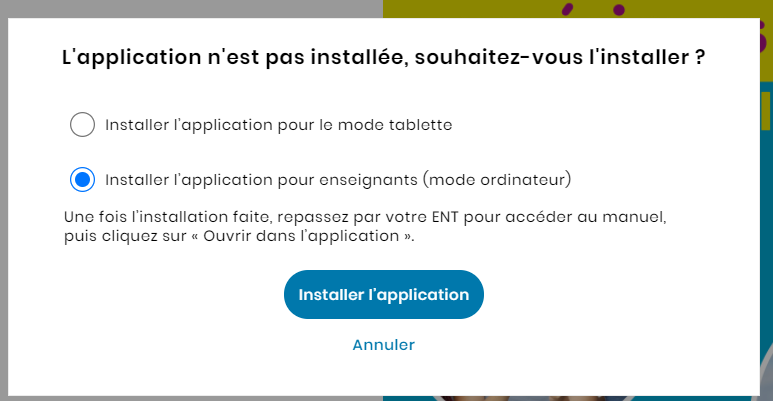 L'application n'est pas installée, souhaitez-vous l'installer ?
Installer l'application pour le mode tablette
Installer l'application pour enseignants (mode ordinateur)
Une fois l'installation faite, repassez par votre ENT pour accéder au manuel,
puis cliquez sur « Ouvrir dans l'application ».
Installer l'application
Annuler